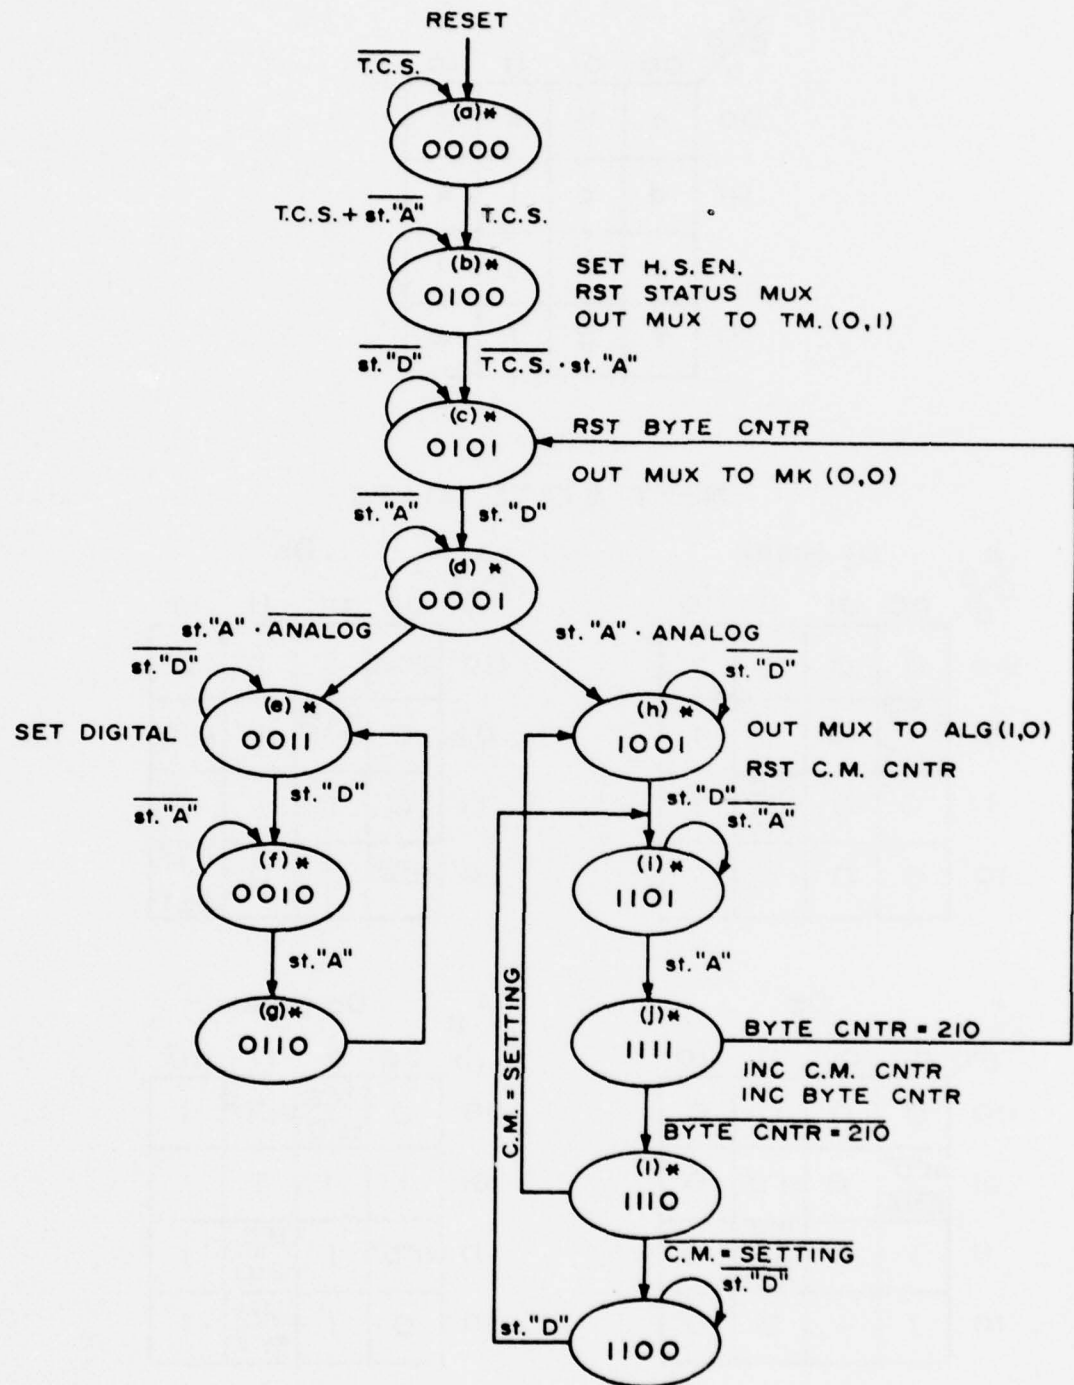 RESET
T.C.S.
(a)*
0000
T.C.S. + st."A"
T.C.S.
(b)*
0100
SET H.S.EN.
RST STATUS MUX
OUT MUX TO TM.(0,1)
st."D"
T.C.S. · st."A"
(c)*
0101
RST BYTE CNTR
OUT MUX TO MK (0,0)
st."A"
st."D"
(d)*
0001
st."A" · ANALOG
st."A" · ANALOG
st."D"
st."D"
SET DIGITAL
(e)*
0011
(h)*
1001
OUT MUX TO ALG(1,0)
RST C.M. CNTR
st."D"
st."D"
st."A"
st."A"
(f)*
0010
(i)*
1101
st."A"
st."A"
C.M. = SETTING
(g)*
0110
(j)*
1111
BYTE CNTR = 210
INC C.M. CNTR
INC BYTE CNTR
BYTE CNTR = 210
(l)*
1110
C.M. = SETTING
st."D"
st."D"
1100